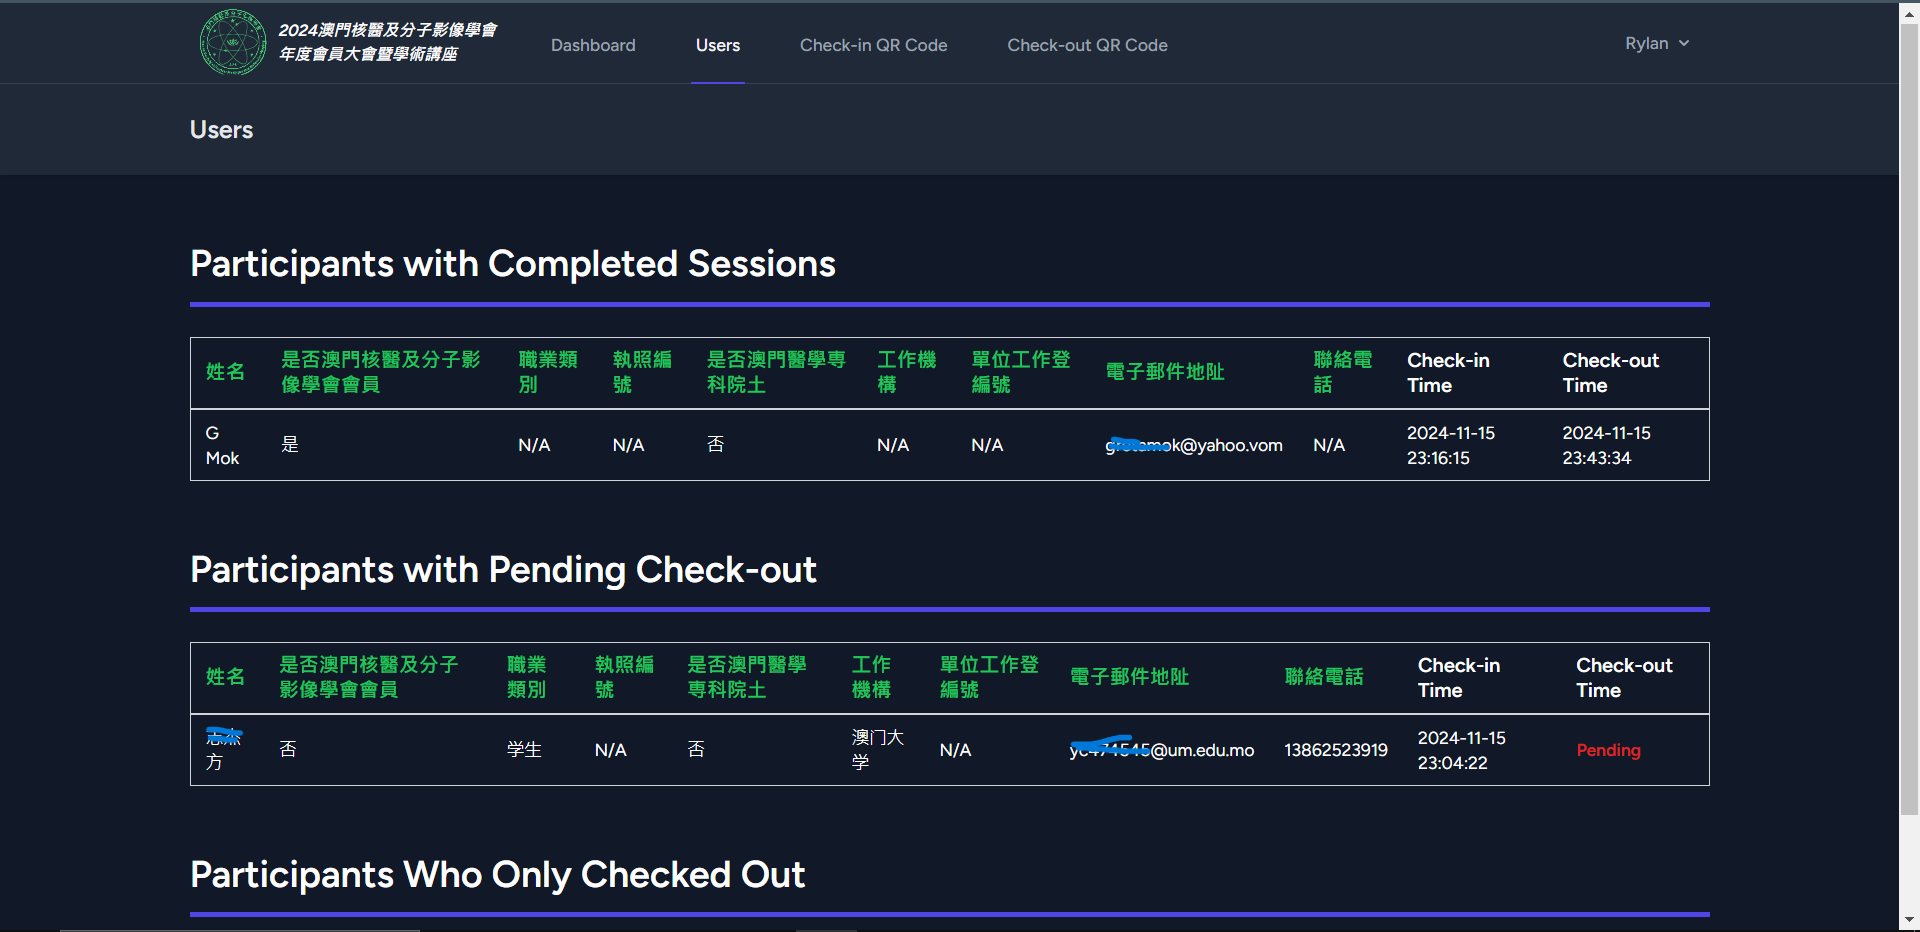 2024澳門核醫及分子影像學會
年度會員大會暨學術講座
Dashboard
Users
Check-in QR Code
Check-out QR Code
Rylan
Users
Participants with Completed Sessions
姓名
是否澳門核醫及分子影
像學會會員
職業類
別
執照編
號
是否澳門醫學專
科院土
工作機
構
單位工作登
編號
電子郵件地阯
聯絡電
話
Check-in
Time
Check-out
Time
G
Mok
是
N/A
N/A
否
N/A
N/A
k@yahoo.vom
N/A
2024-11-15
23:16:15
2024-11-15
23:43:34
Participants with Pending Check-out
姓名
是否澳門核醫及分子
影像學會會員
職業
類別
執照編
號
是否澳門醫學
專科院土
工作
機構
單位工作登
編號
電子郵件地阯
聯絡電話
Check-in
Time
Check-out
Time
方
否
学生
N/A
否
澳门大
学
N/A
@um.edu.mo
13862523919
2024-11-15
23:04:22
Pending
Participants Who Only Checked Out